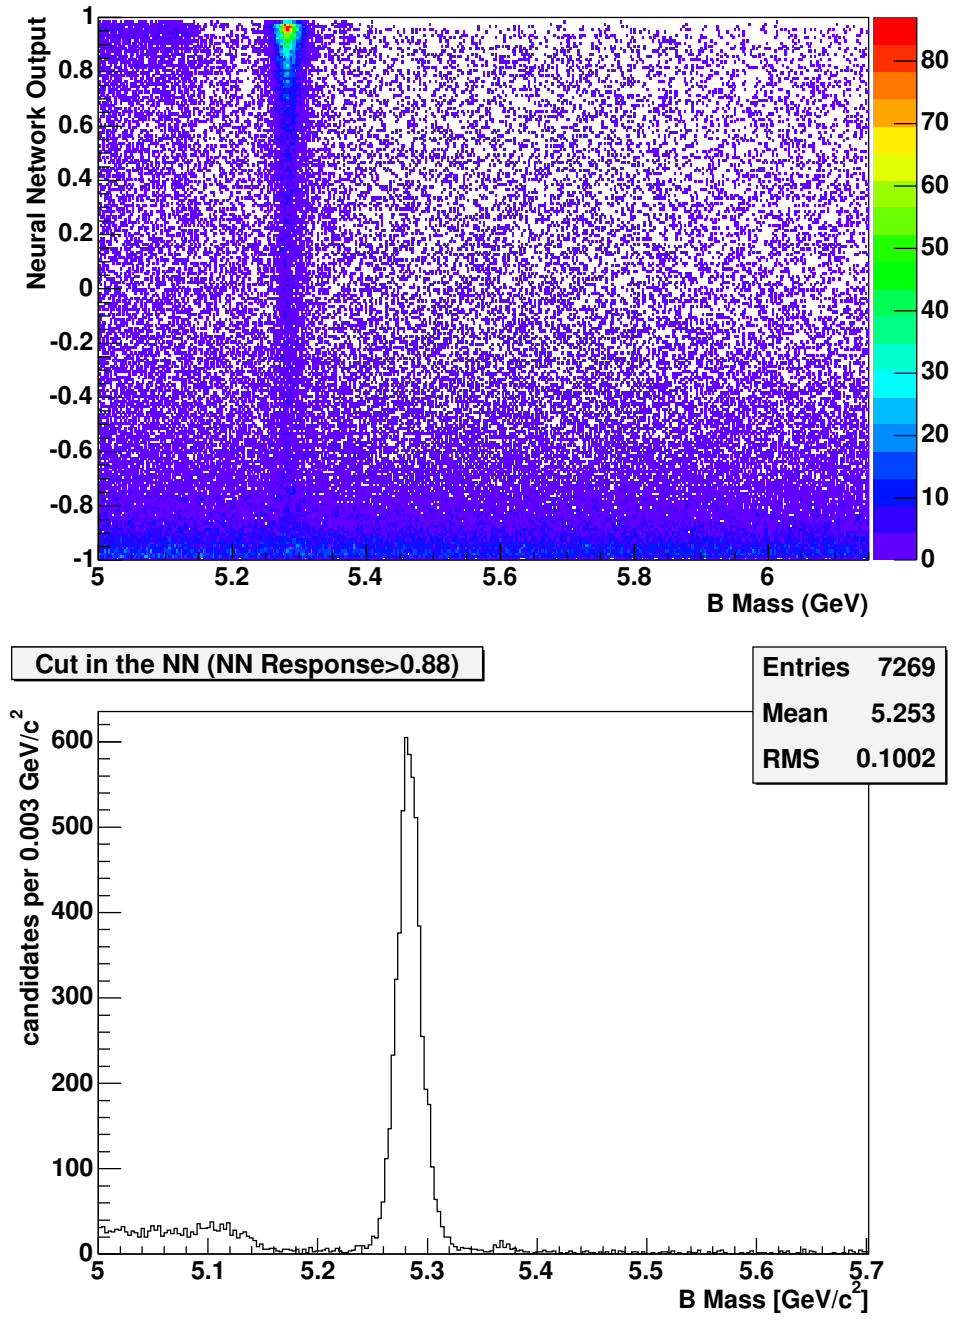 1
0.8
0.6
0.4
0.2
0
-0.2
-0.4
-0.6
-0.8
-1
Neural Network Output
5 5.2 5.4 5.6 5.8 6
B Mass (GeV)
80
70
60
50
40
30
20
10
0
Cut in the NN (NN Response>0.88)
Entries 7269
Mean 5.253
RMS 0.1002
candidates per 0.003 GeV/c²
600
500
400
300
200
100
0
5 5.1 5.2 5.3 5.4 5.5 5.6 5.7
B Mass [GeV/c²]